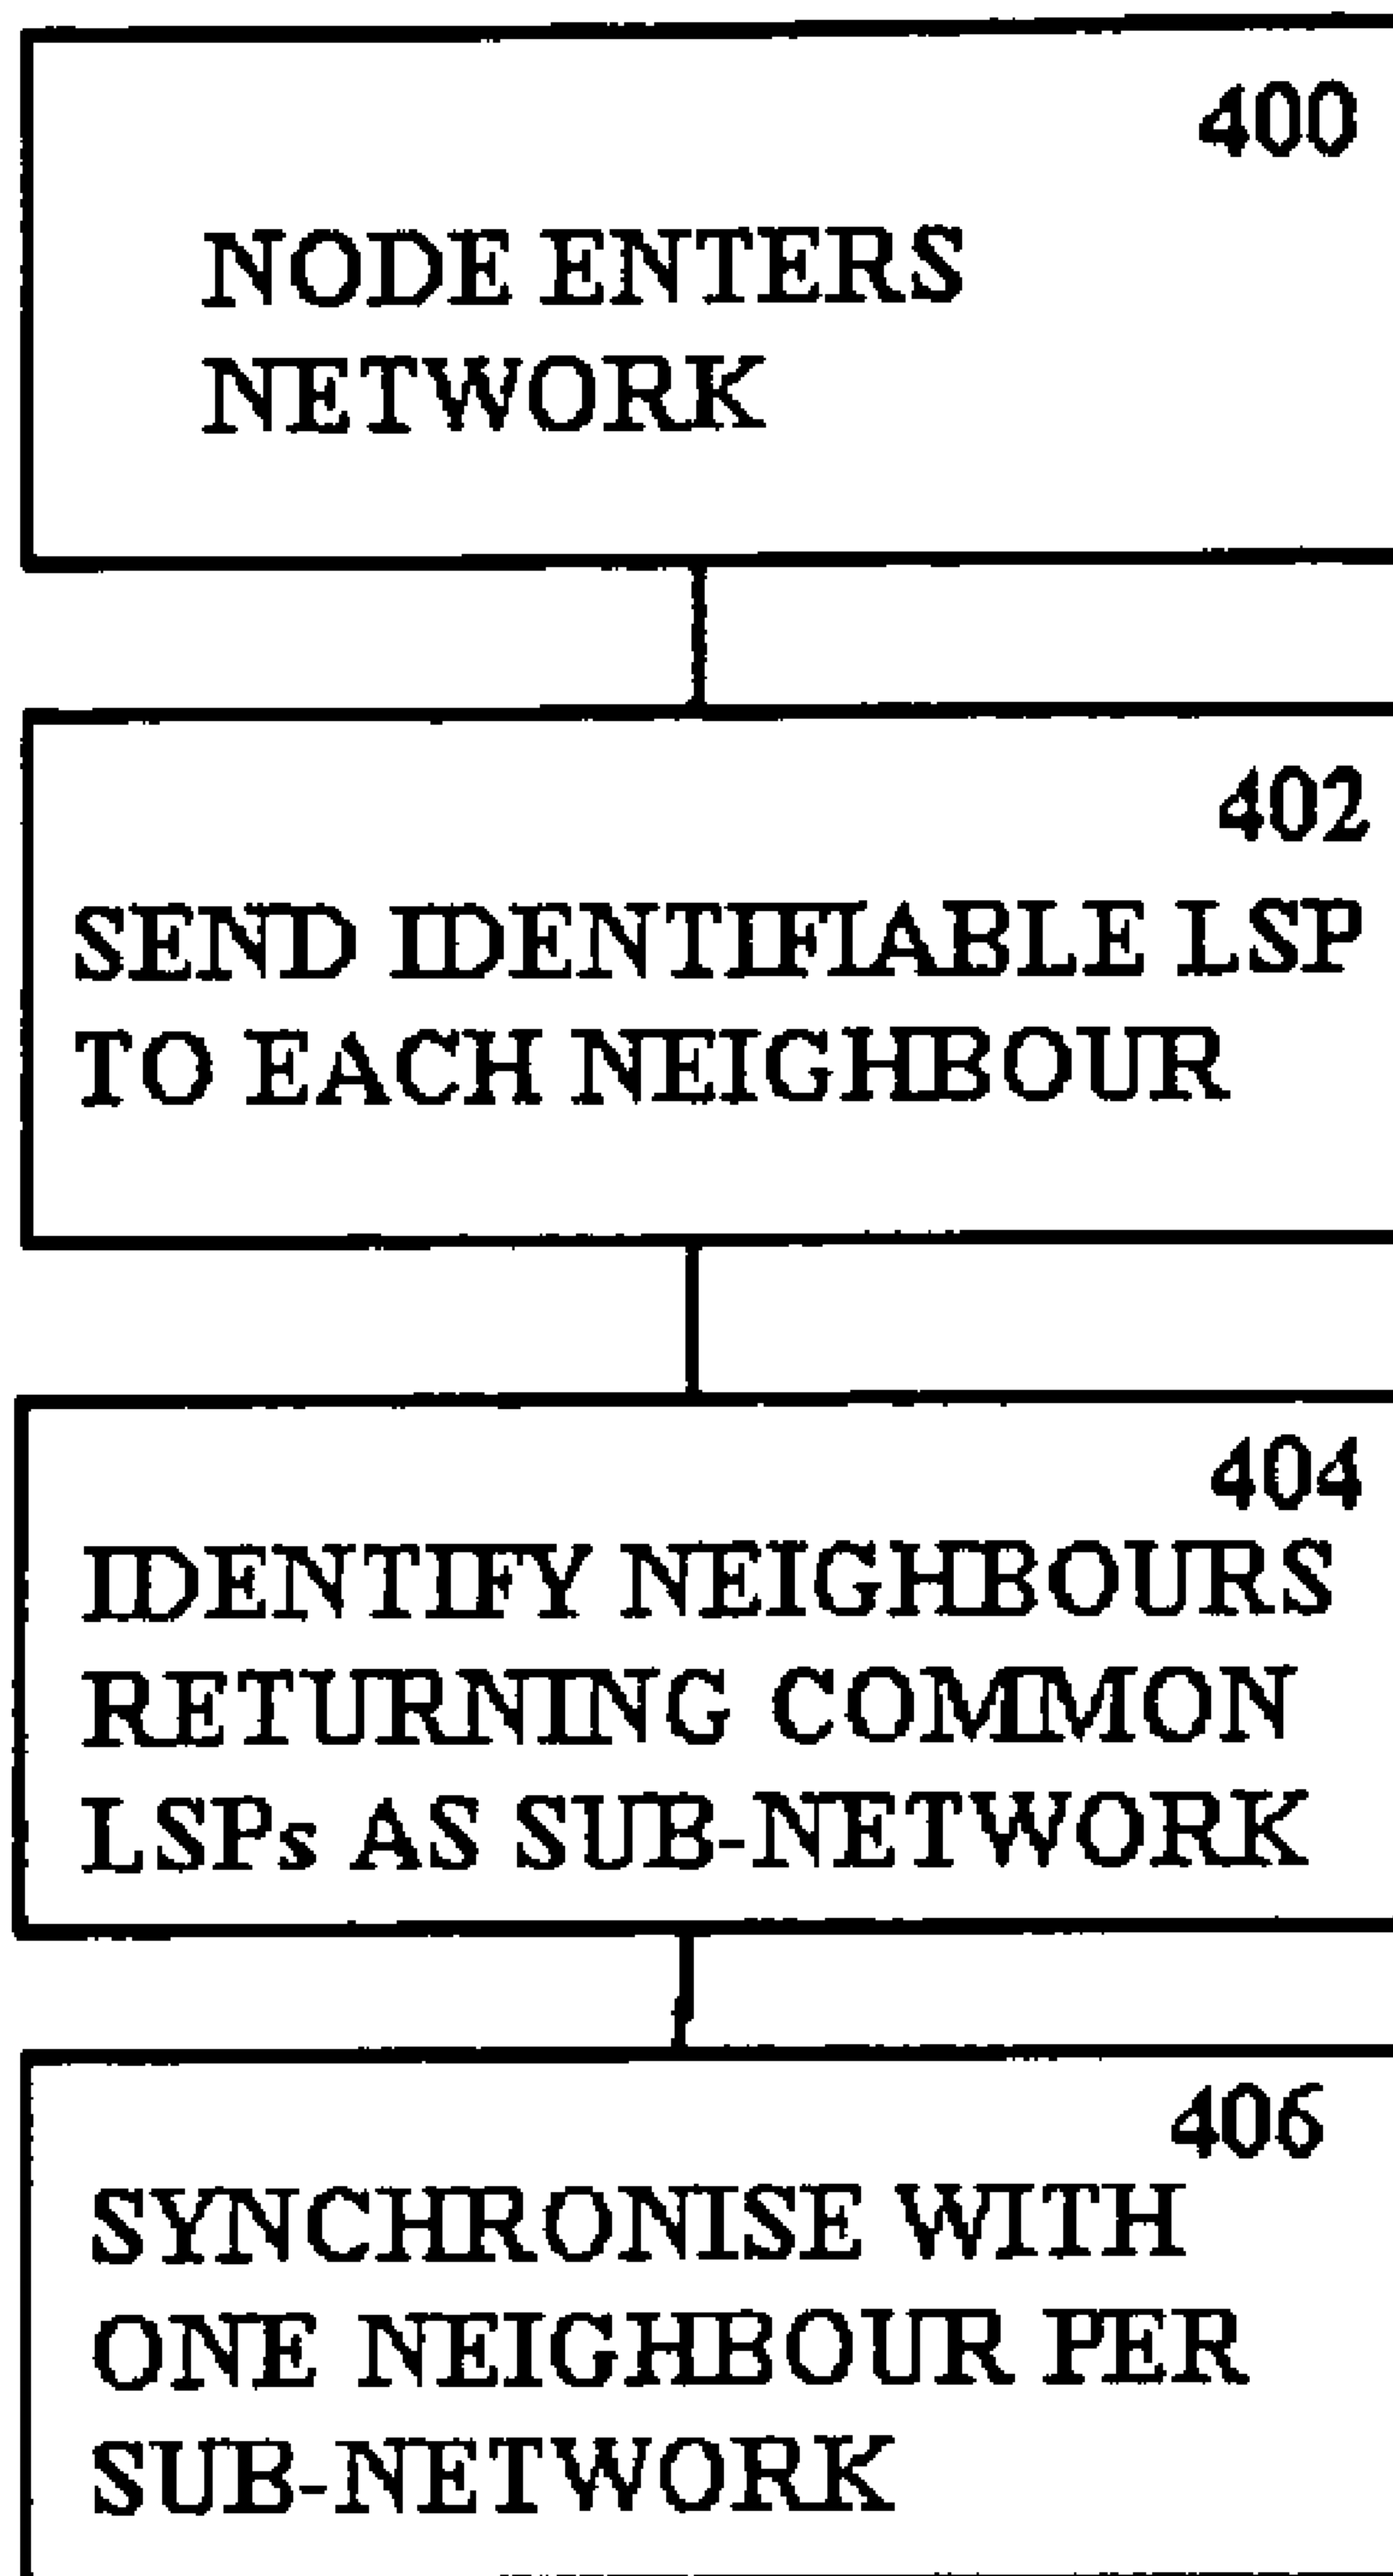 400
NODE ENTERS
NETWORK
402
SEND IDENTIFIABLE LSP
TO EACH NEIGHBOUR
404
IDENTIFY NEIGHBOURS
RETURNING COMMON
LSPs AS SUB-NETWORK
406
SYNCHRONISE WITH
ONE NEIGHBOUR PER
SUB-NETWORK